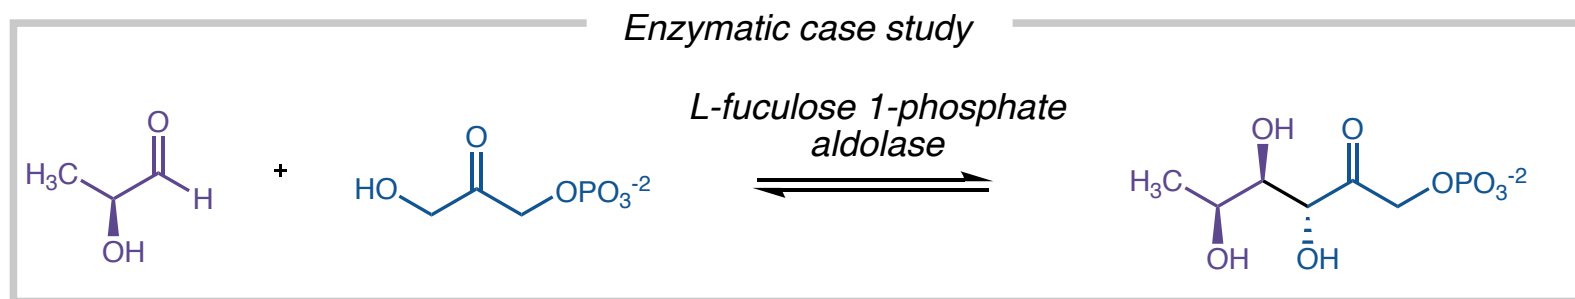 Enzymatic case study
L-fuculose 1-phosphate
aldolase
O
H₃C
H
OH
+
O
HO
OPO₃⁻²
OH
O
H₃C
OPO₃⁻²
OH
OH